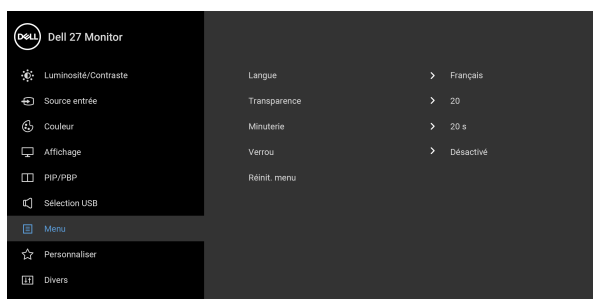 DELL Dell 27 Monitor
Luminosité/Contraste
Source entrée
Couleur
Affichage
PIP/PBP
Sélection USB
Menu
Personnaliser
Divers
Langue Français
Transparence 20
Minuterie 20 s
Verrou Désactivé
Réinit. menu